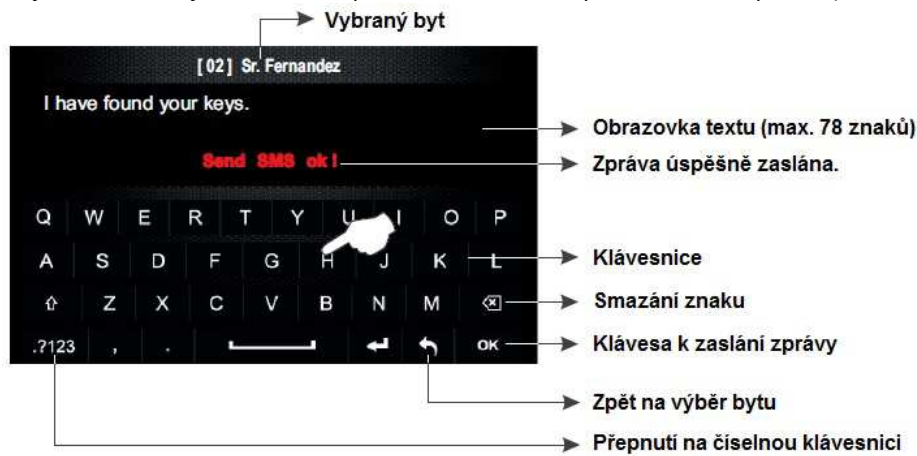 Vybraný byt
[02] Sr. Fernandez
I have found your keys.
Obrazovka textu (max. 78 znaků)
Send SMS ok!
Zpráva úspěšně zaslána.
Q W E R T Y U I O P
A S D F G H J K L
Klávesnice
Z X C V B N M
Smazání znaku
.?123 , . OK
Klávesa k zaslání zprávy
Zpět na výběr bytu
Přepnutí na číselnou klávesnici